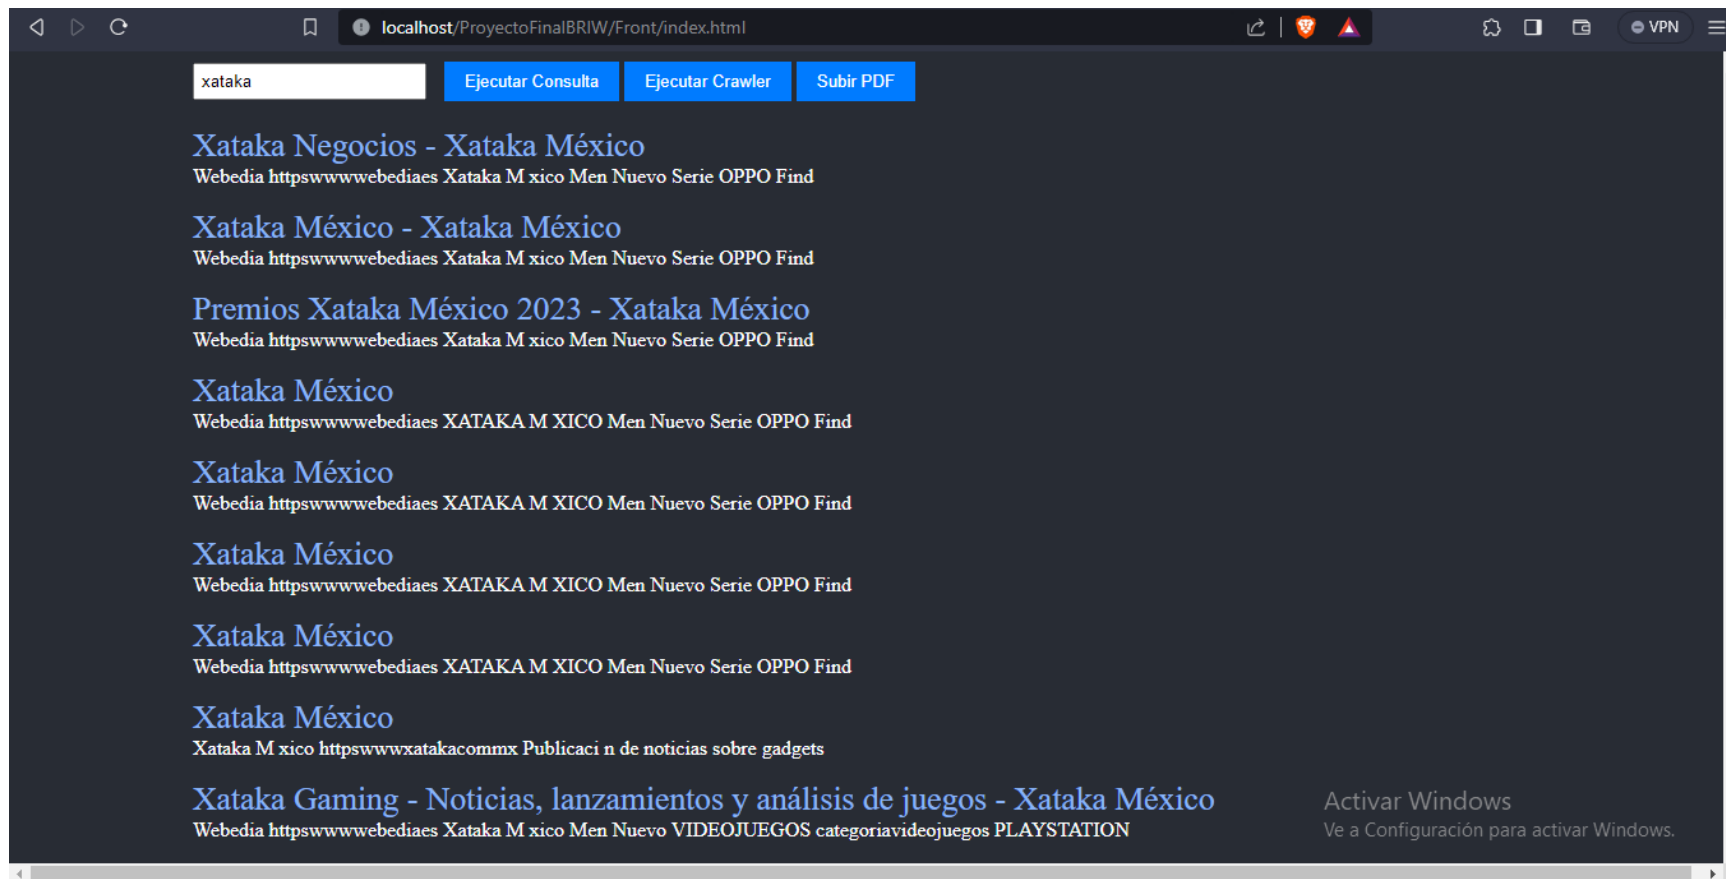 localhost/ProyectoFinalBRIW/Front/index.html
VPN
xataka
Ejecutar Consulta
Ejecutar Crawler
Subir PDF
Xataka Negocios - Xataka México
Webedia httpswwwwebediaes Xataka M xico Men Nuevo Serie OPPO Find
Xataka México - Xataka México
Webedia httpswwwwebediaes Xataka M xico Men Nuevo Serie OPPO Find
Premios Xataka México 2023 - Xataka México
Webedia httpswwwwebediaes Xataka M xico Men Nuevo Serie OPPO Find
Xataka México
Webedia httpswwwwebediaes XATAKA M XICO Men Nuevo Serie OPPO Find
Xataka México
Webedia httpswwwwebediaes XATAKA M XICO Men Nuevo Serie OPPO Find
Xataka México
Webedia httpswwwwebediaes XATAKA M XICO Men Nuevo Serie OPPO Find
Xataka México
Webedia httpswwwwebediaes XATAKA M XICO Men Nuevo Serie OPPO Find
Xataka México
Xataka M xico httpswwwxatakacommx Publicaci n de noticias sobre gadgets
Xataka Gaming - Noticias, lanzamientos y análisis de juegos - Xataka México
Webedia httpswwwwebediaes Xataka M xico Men Nuevo VIDEOJUEGOS categoriavideojuegos PLAYSTATION
Activar Windows
Ve a Configuración para activar Windows.